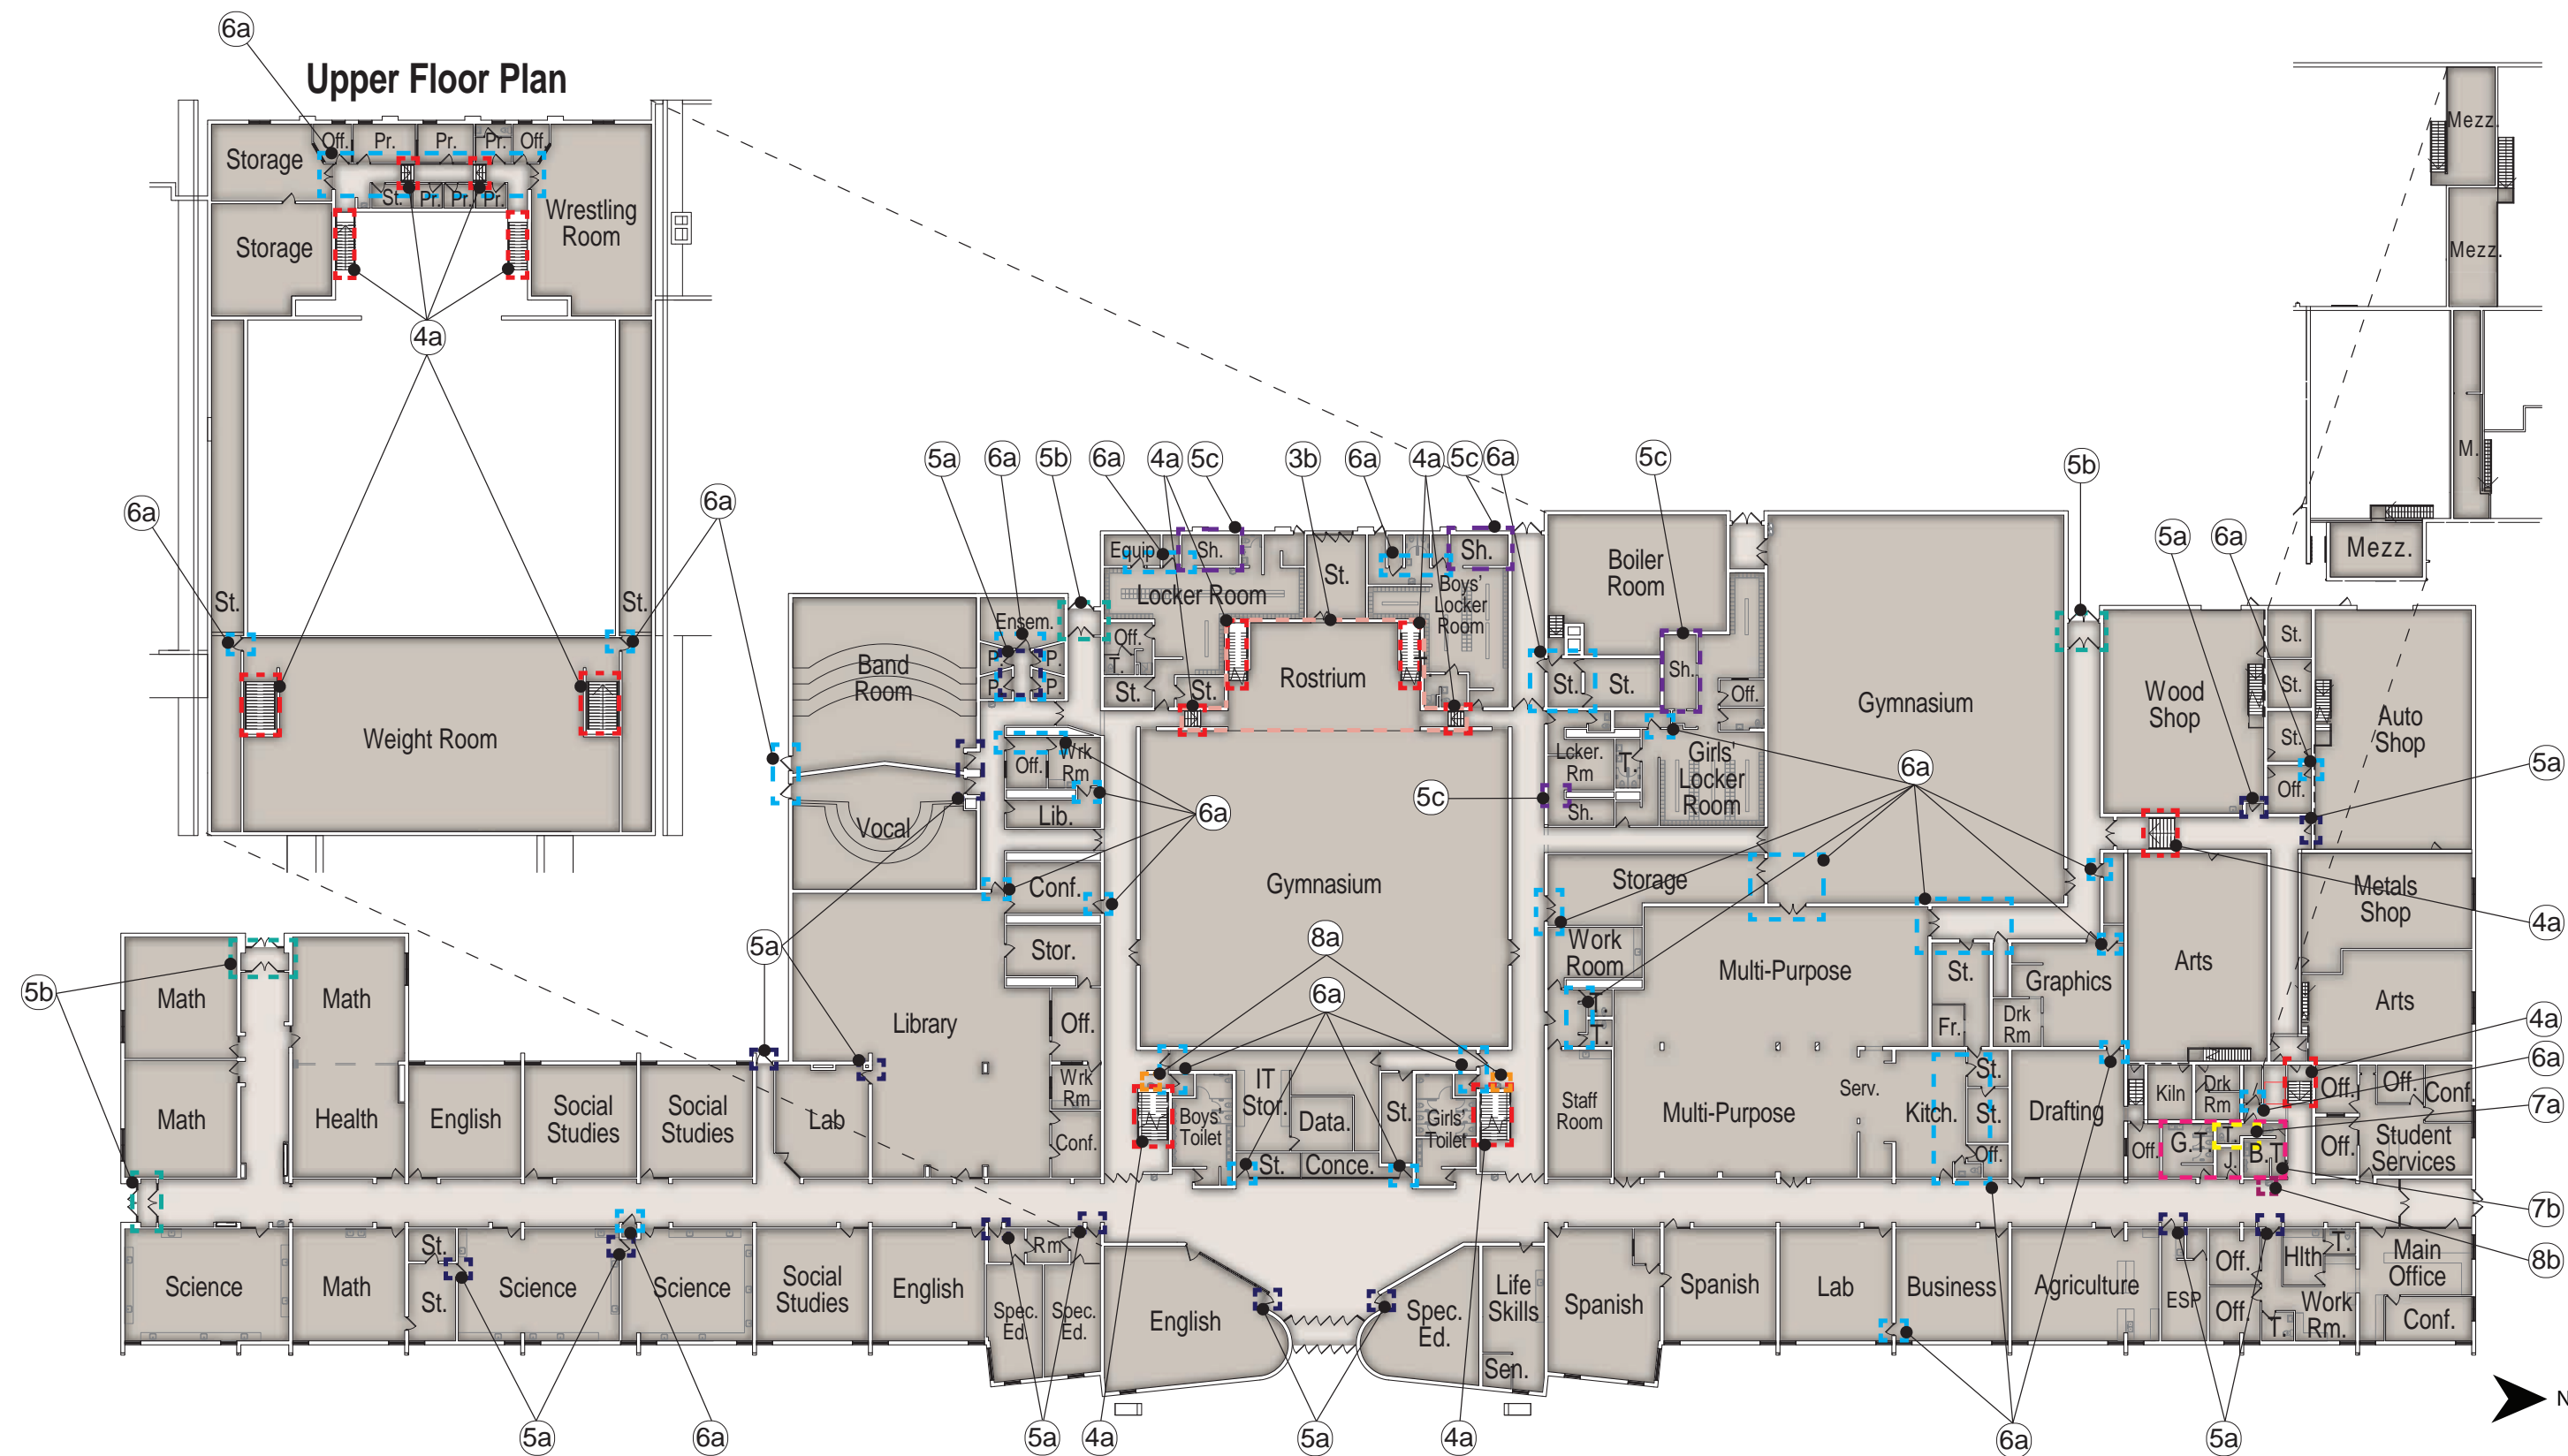 6a
Upper Floor Plan
Off.
Pr.
Pr.
Pr.
Off.
Storage
St.
Pr.
Pr.
Pr.
Wrestling
Room
Storage
4a
6a
6a
St.
St.
Weight Room
Mezz.
Mezz.
M.
Mezz.
5a
6a
5b
6a
4a
5c
3b
6a
4a
5c
6a
5c
5b
5a
6a
Equip
Sh.
St.
Sh.
Boiler
Room
Locker Room
Boys'
Locker
Room
Ensem.
P.
P.
P.
P.
Off.
T.
St.
St.
Rostrium
Band
Room
St.
St.
Sh.
Off.
Gymnasium
Wood
Shop
St.
St.
St.
Off.
Auto
Shop
Off.
Wrk
Rm
Lib.
Vocal
Lcker.
Rm
T.
Girls'
Locker
Room
Sh.
5c
6a
6a
5a
Conf.
Gymnasium
Storage
Metals
Shop
4a
5a
8a
Stor.
Work
Room
Multi-Purpose
St.
Graphics
Arts
Arts
5b
Math
Math
6a
Library
Off.
T.
T.
Fr.
Drk
Rm
4a
6a
7a
7b
8b
Math
Health
English
Social
Studies
Social
Studies
Lab
Wrk
Rm
Conf.
Boys'
Toilet
IT
Stor.
Data.
St.
Girls'
Toilet
St.
Conce.
Staff
Room
Multi-Purpose
Serv.
Kitch.
St.
St.
Off.
Drafting
Kiln
Drk
Rm
Off.
G.T.
T.
J.
B.T.
Off.
Off.
Conf.
Off.
Student
Services
Science
Math
St.
St.
Science
Science
Social
Studies
English
Rm
Spec.
Ed.
Spec.
Ed.
English
Spec.
Ed.
Life
Skills
Sen.
Spanish
Spanish
Lab
Business
Agriculture
ESP
Off.
Off.
Hlth
T.
T.
Work
Rm.
Main
Office
Conf.
N
5a
6a
5a
4a
5a
4a
6a
5a